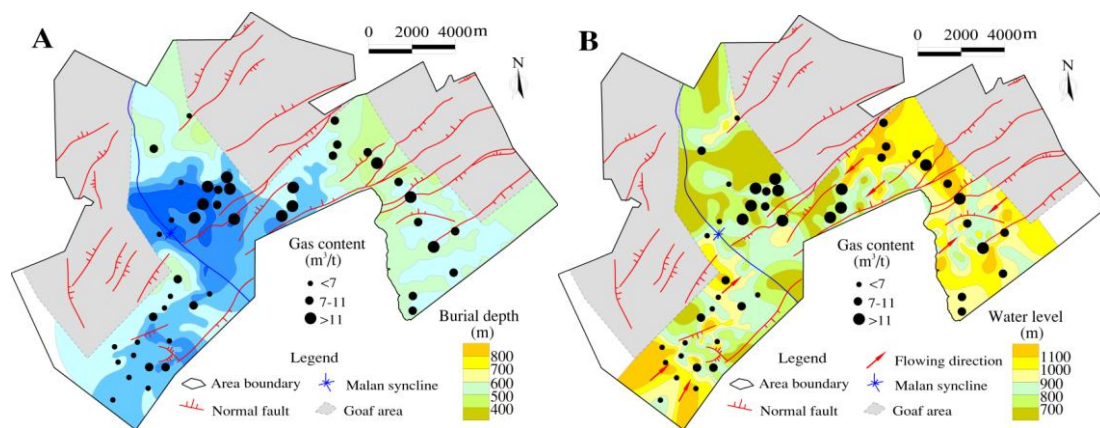 A
0 2000 4000 m
N
Gas content
(m³/t)
<7
7-11
>11
Burial depth
(m)
800
700
600
500
400
Legend
Area boundary
Malan syncline
Normal fault
Goaf area
B
0 2000 4000 m
N
Gas content
(m³/t)
<7
7-11
>11
Water level
(m)
1100
1000
900
800
700
Legend
Flowing direction
Area boundary
Malan syncline
Normal fault
Goaf area